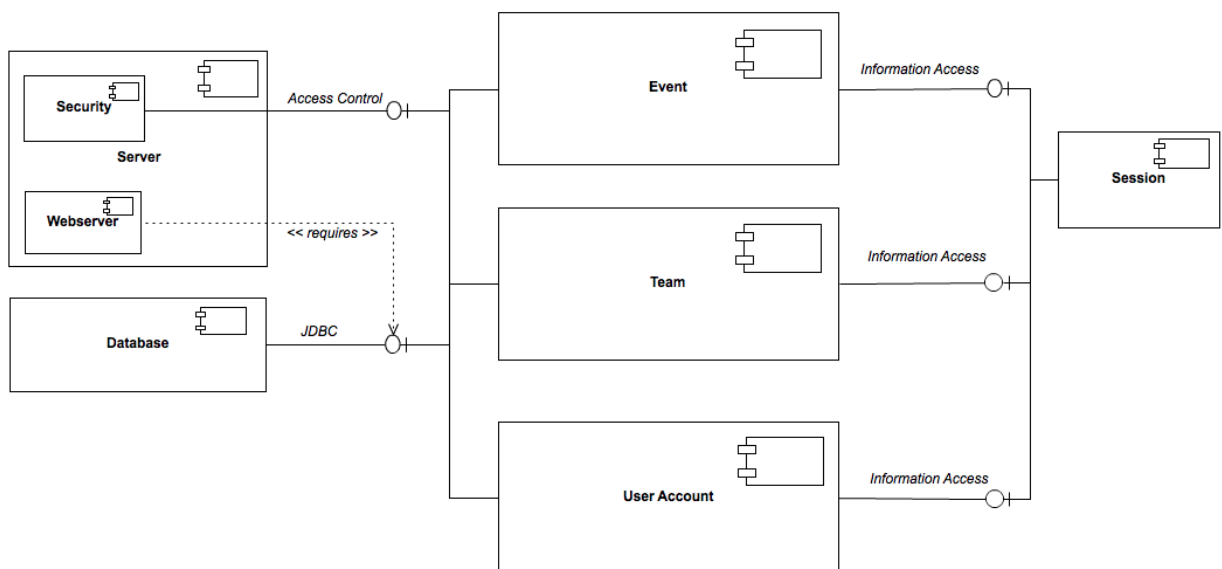 Event
Information Access
Security
Access Control
Server
Session
Webserver
<< requires >>
Information Access
Team
JDBC
Database
Information Access
User Account